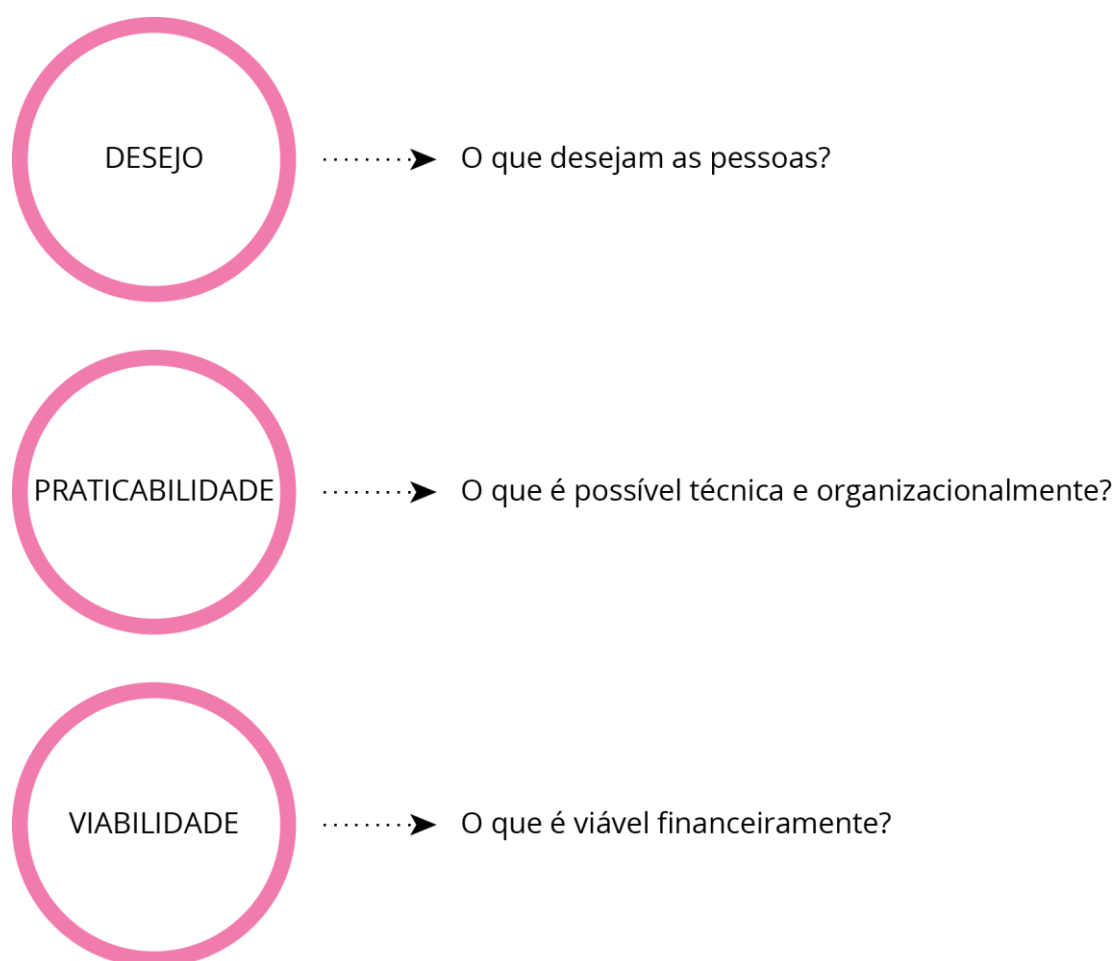 DESEJO
O que desejam as pessoas?
PRATICABILIDADE
O que é possível técnica e organizacionalmente?
VIABILIDADE
O que é viável financeiramente?